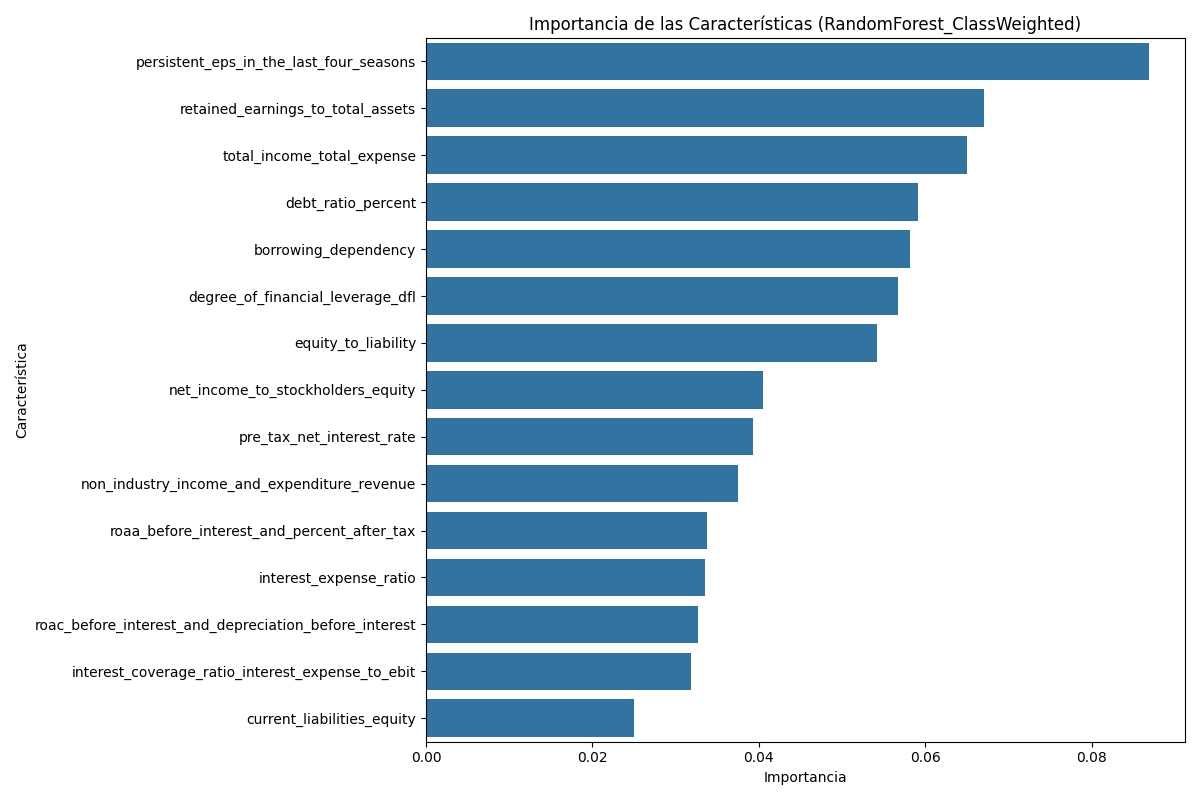 Importancia de las Características (RandomForest_ClassWeighted)
persistent_eps_in_the_last_four_seasons
retained_earnings_to_total_assets
total_income_total_expense
debt_ratio_percent
borrowing_dependency
degree_of_financial_leverage_dfl
equity_to_liability
net_income_to_stockholders_equity
pre_tax_net_interest_rate
non_industry_income_and_expenditure_revenue
roaa_before_interest_and_percent_after_tax
interest_expense_ratio
roac_before_interest_and_depreciation_before_interest
interest_coverage_ratio_interest_expense_to_ebit
current_liabilities_equity
Característica
0.00 0.02 0.04 0.06 0.08
Importancia